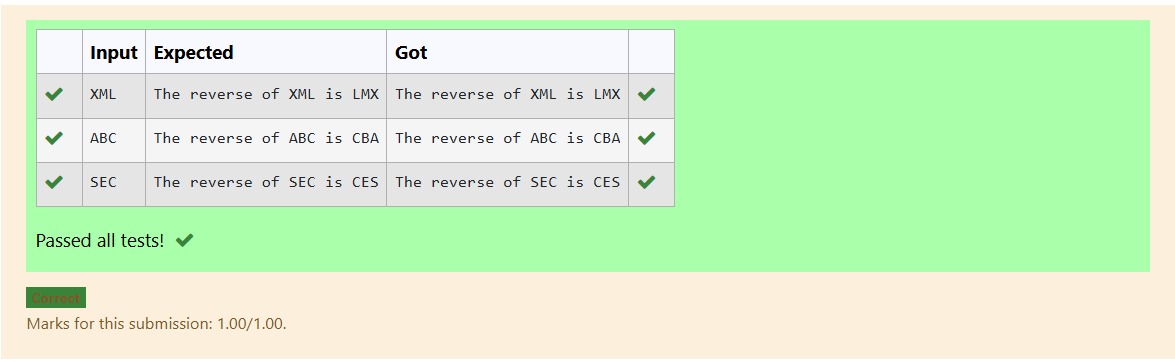 Input Expected Got
XML The reverse of XML is LMX The reverse of XML is LMX
ABC The reverse of ABC is CBA The reverse of ABC is CBA
SEC The reverse of SEC is CES The reverse of SEC is CES
Passed all tests!
Correct
Marks for this submission: 1.00/1.00.